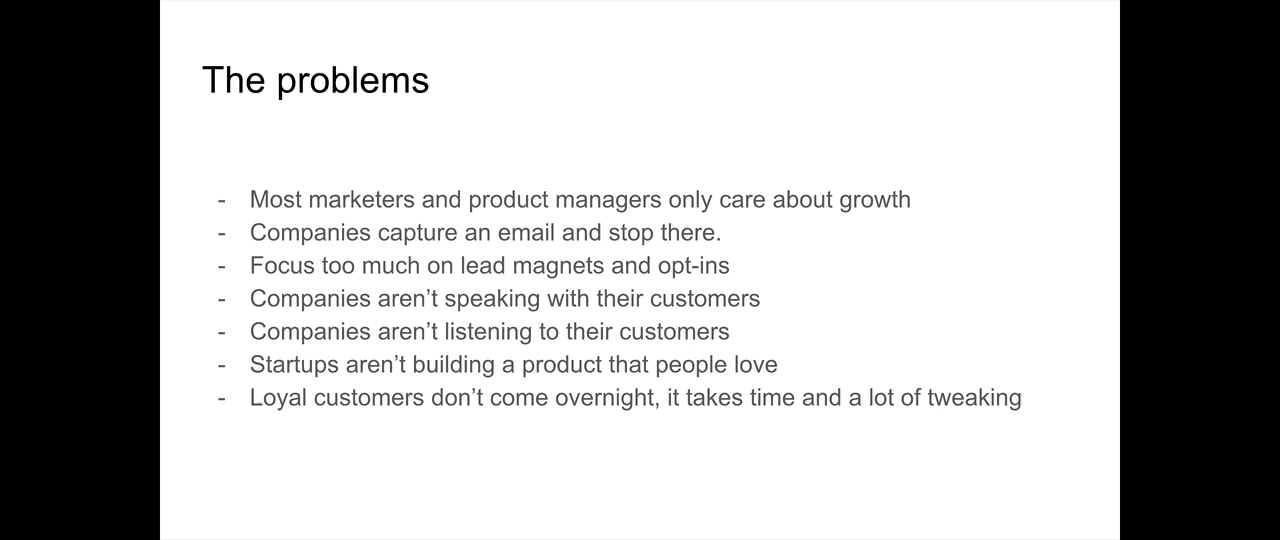 The problems
- Most marketers and product managers only care about growth
- Companies capture an email and stop there.
- Focus too much on lead magnets and opt-ins
- Companies aren’t speaking with their customers
- Companies aren’t listening to their customers
- Startups aren’t building a product that people love
- Loyal customers don’t come overnight, it takes time and a lot of tweaking